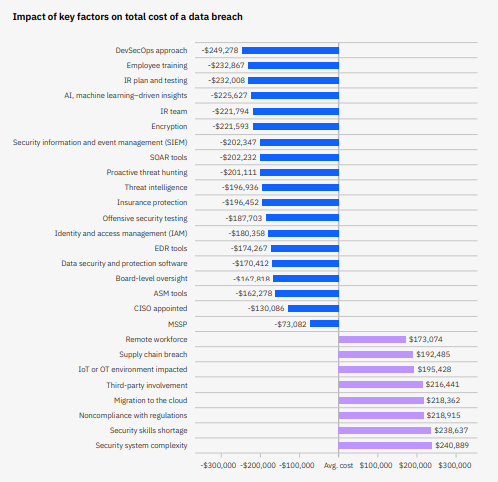 Impact of key factors on total cost of a data breach
DevSecOps approach -$249,278
Employee training -$232,867
IR plan and testing -$232,008
AI, machine learning–driven insights -$225,627
IR team -$221,794
Encryption -$221,593
Security information and event management (SIEM) -$202,347
SOAR tools -$202,232
Proactive threat hunting -$201,111
Threat intelligence -$196,936
Insurance protection -$196,452
Offensive security testing -$187,703
Identity and access management (IAM) -$180,358
EDR tools -$174,267
Data security and protection software -$170,412
Board-level oversight -$167,818
ASM tools -$162,278
CISO appointed -$130,086
MSSP -$73,082
Remote workforce $173,074
Supply chain breach $192,485
IoT or OT environment impacted $195,428
Third-party involvement $216,441
Migration to the cloud $218,362
Noncompliance with regulations $218,915
Security skills shortage $238,637
Security system complexity $240,889
-$300,000 -$200,000 -$100,000 Avg. cost $100,000 $200,000 $300,000